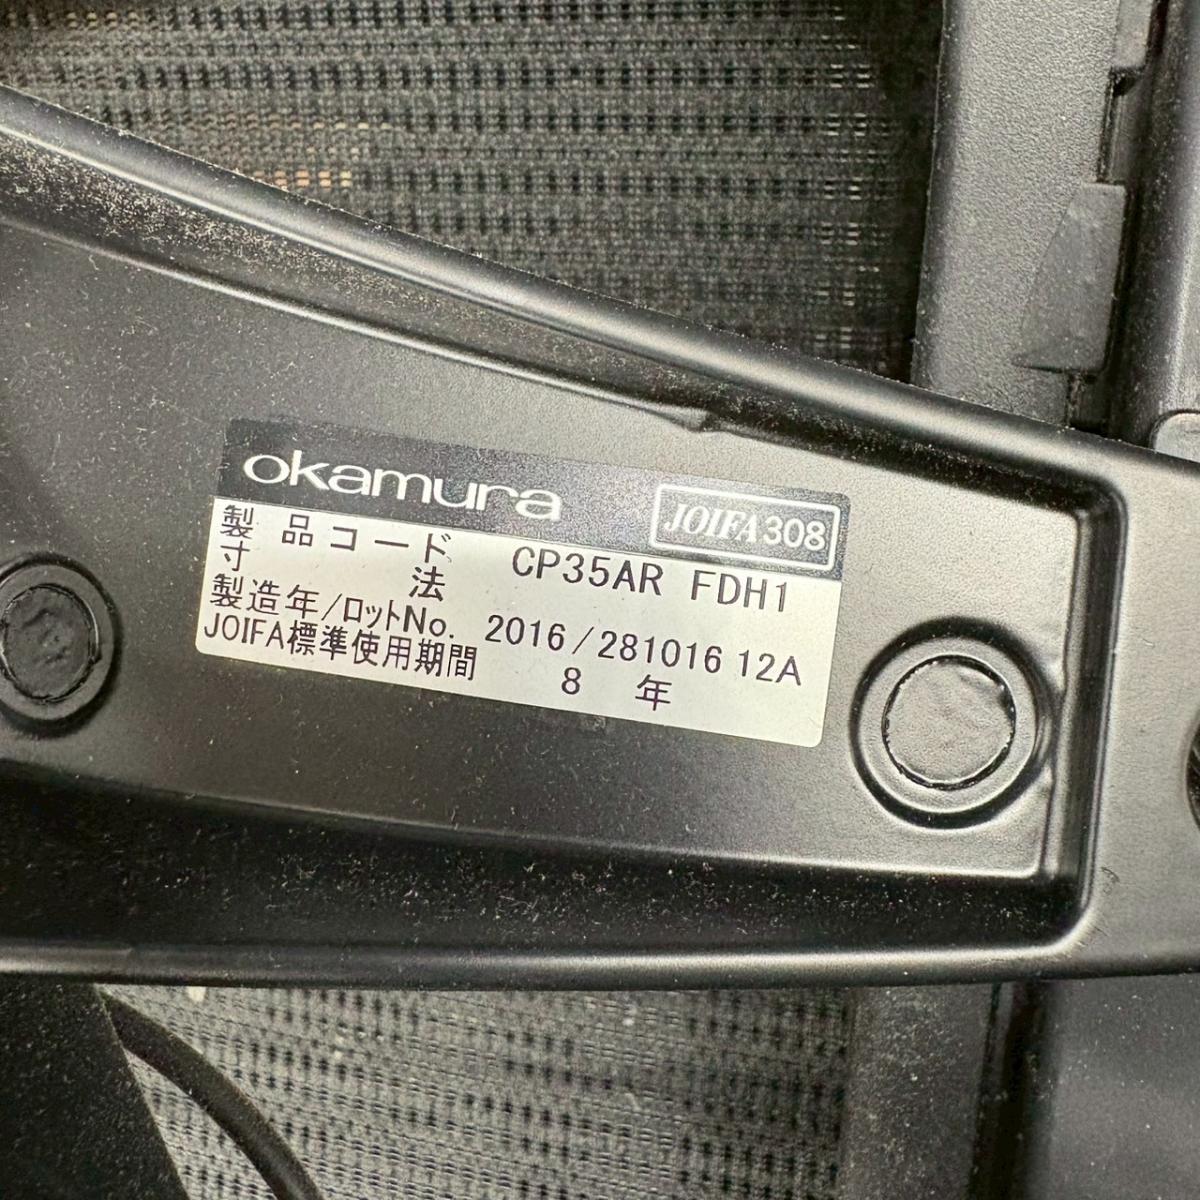 okamura JOIFA308
製品コード CP35AR FDH1
寸法
製造年/ロットNo. 2016/281016 12A
JOIFA標準使用期間 8 年